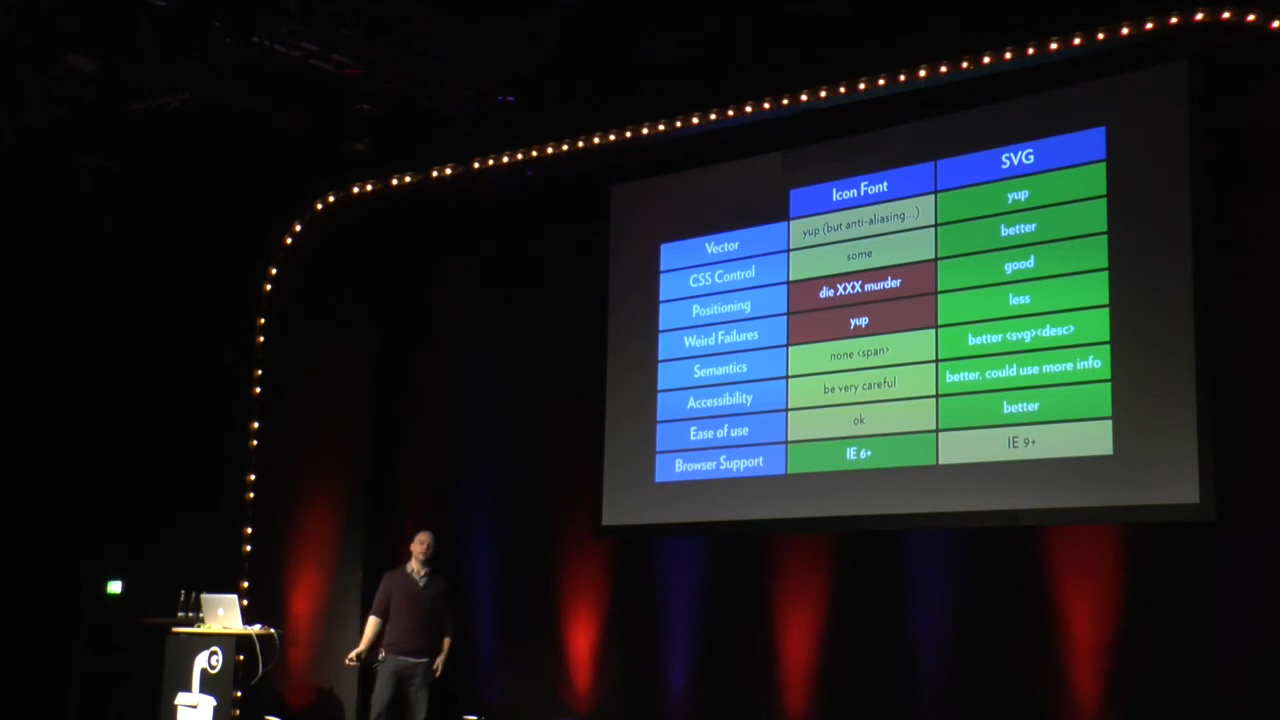 Icon Font SVG
Vector yup (but anti-aliasing...) yup
CSS Control some better
Positioning die XXX murder good
Weird Failures yup less
Semantics none <span> better <svg><desc>
Accessibility be very careful better, could use more info
Ease of use ok better
Browser Support IE 6+ IE 9+